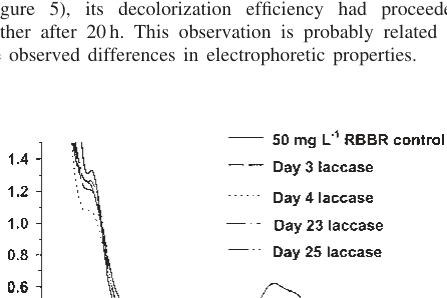 gure 5), its decolorization efficiency had proceede
ther after 20 h. This observation is probably related
e observed differences in electrophoretic properties.
50 mg L-1 RBBR control
Day 3 laccase
Day 4 laccase
Day 23 laccase
Day 25 laccase
1.4
1.2
1.0
0.8
0.6